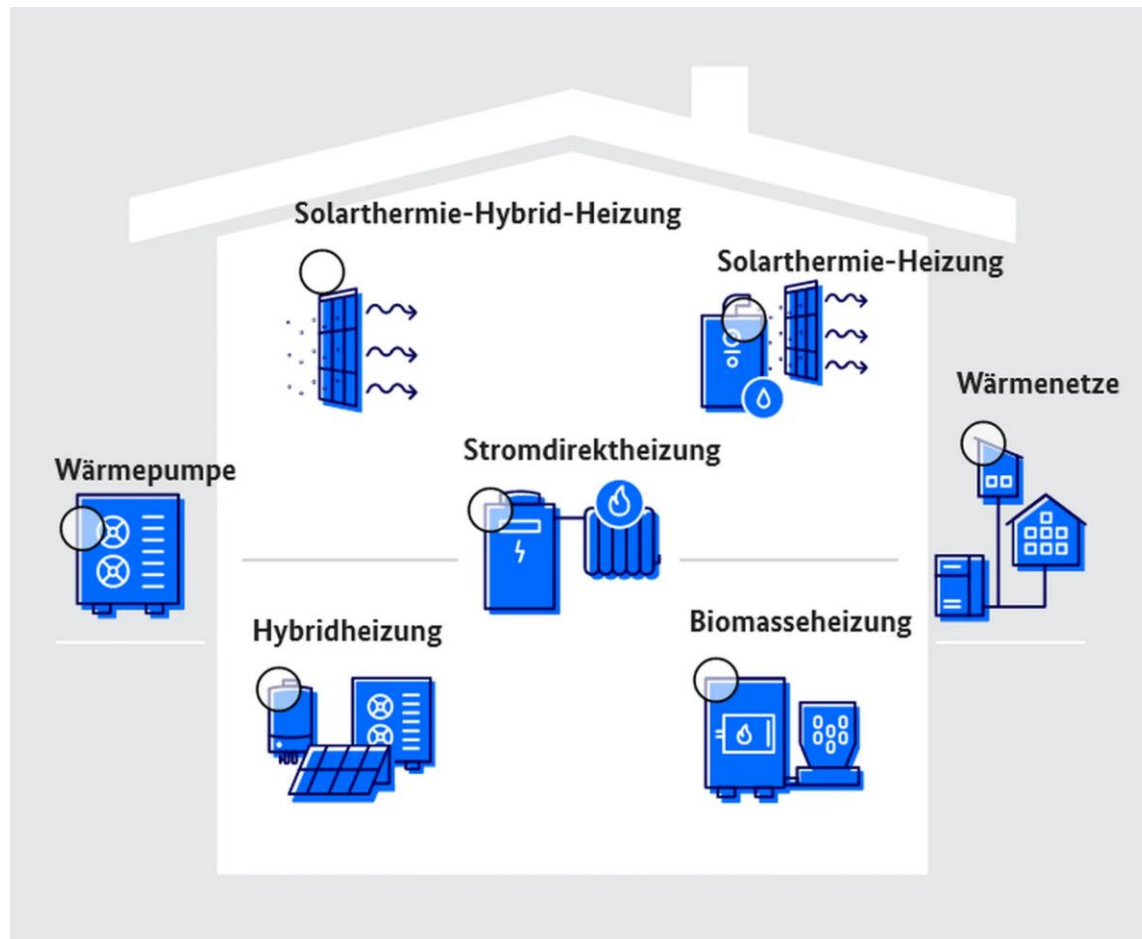 Solarthermie-Hybrid-Heizung
Solarthermie-Heizung
Wärmenetze
Stromdirektheizung
Wärmepumpe
Biomasseheizung
Hybridheizung